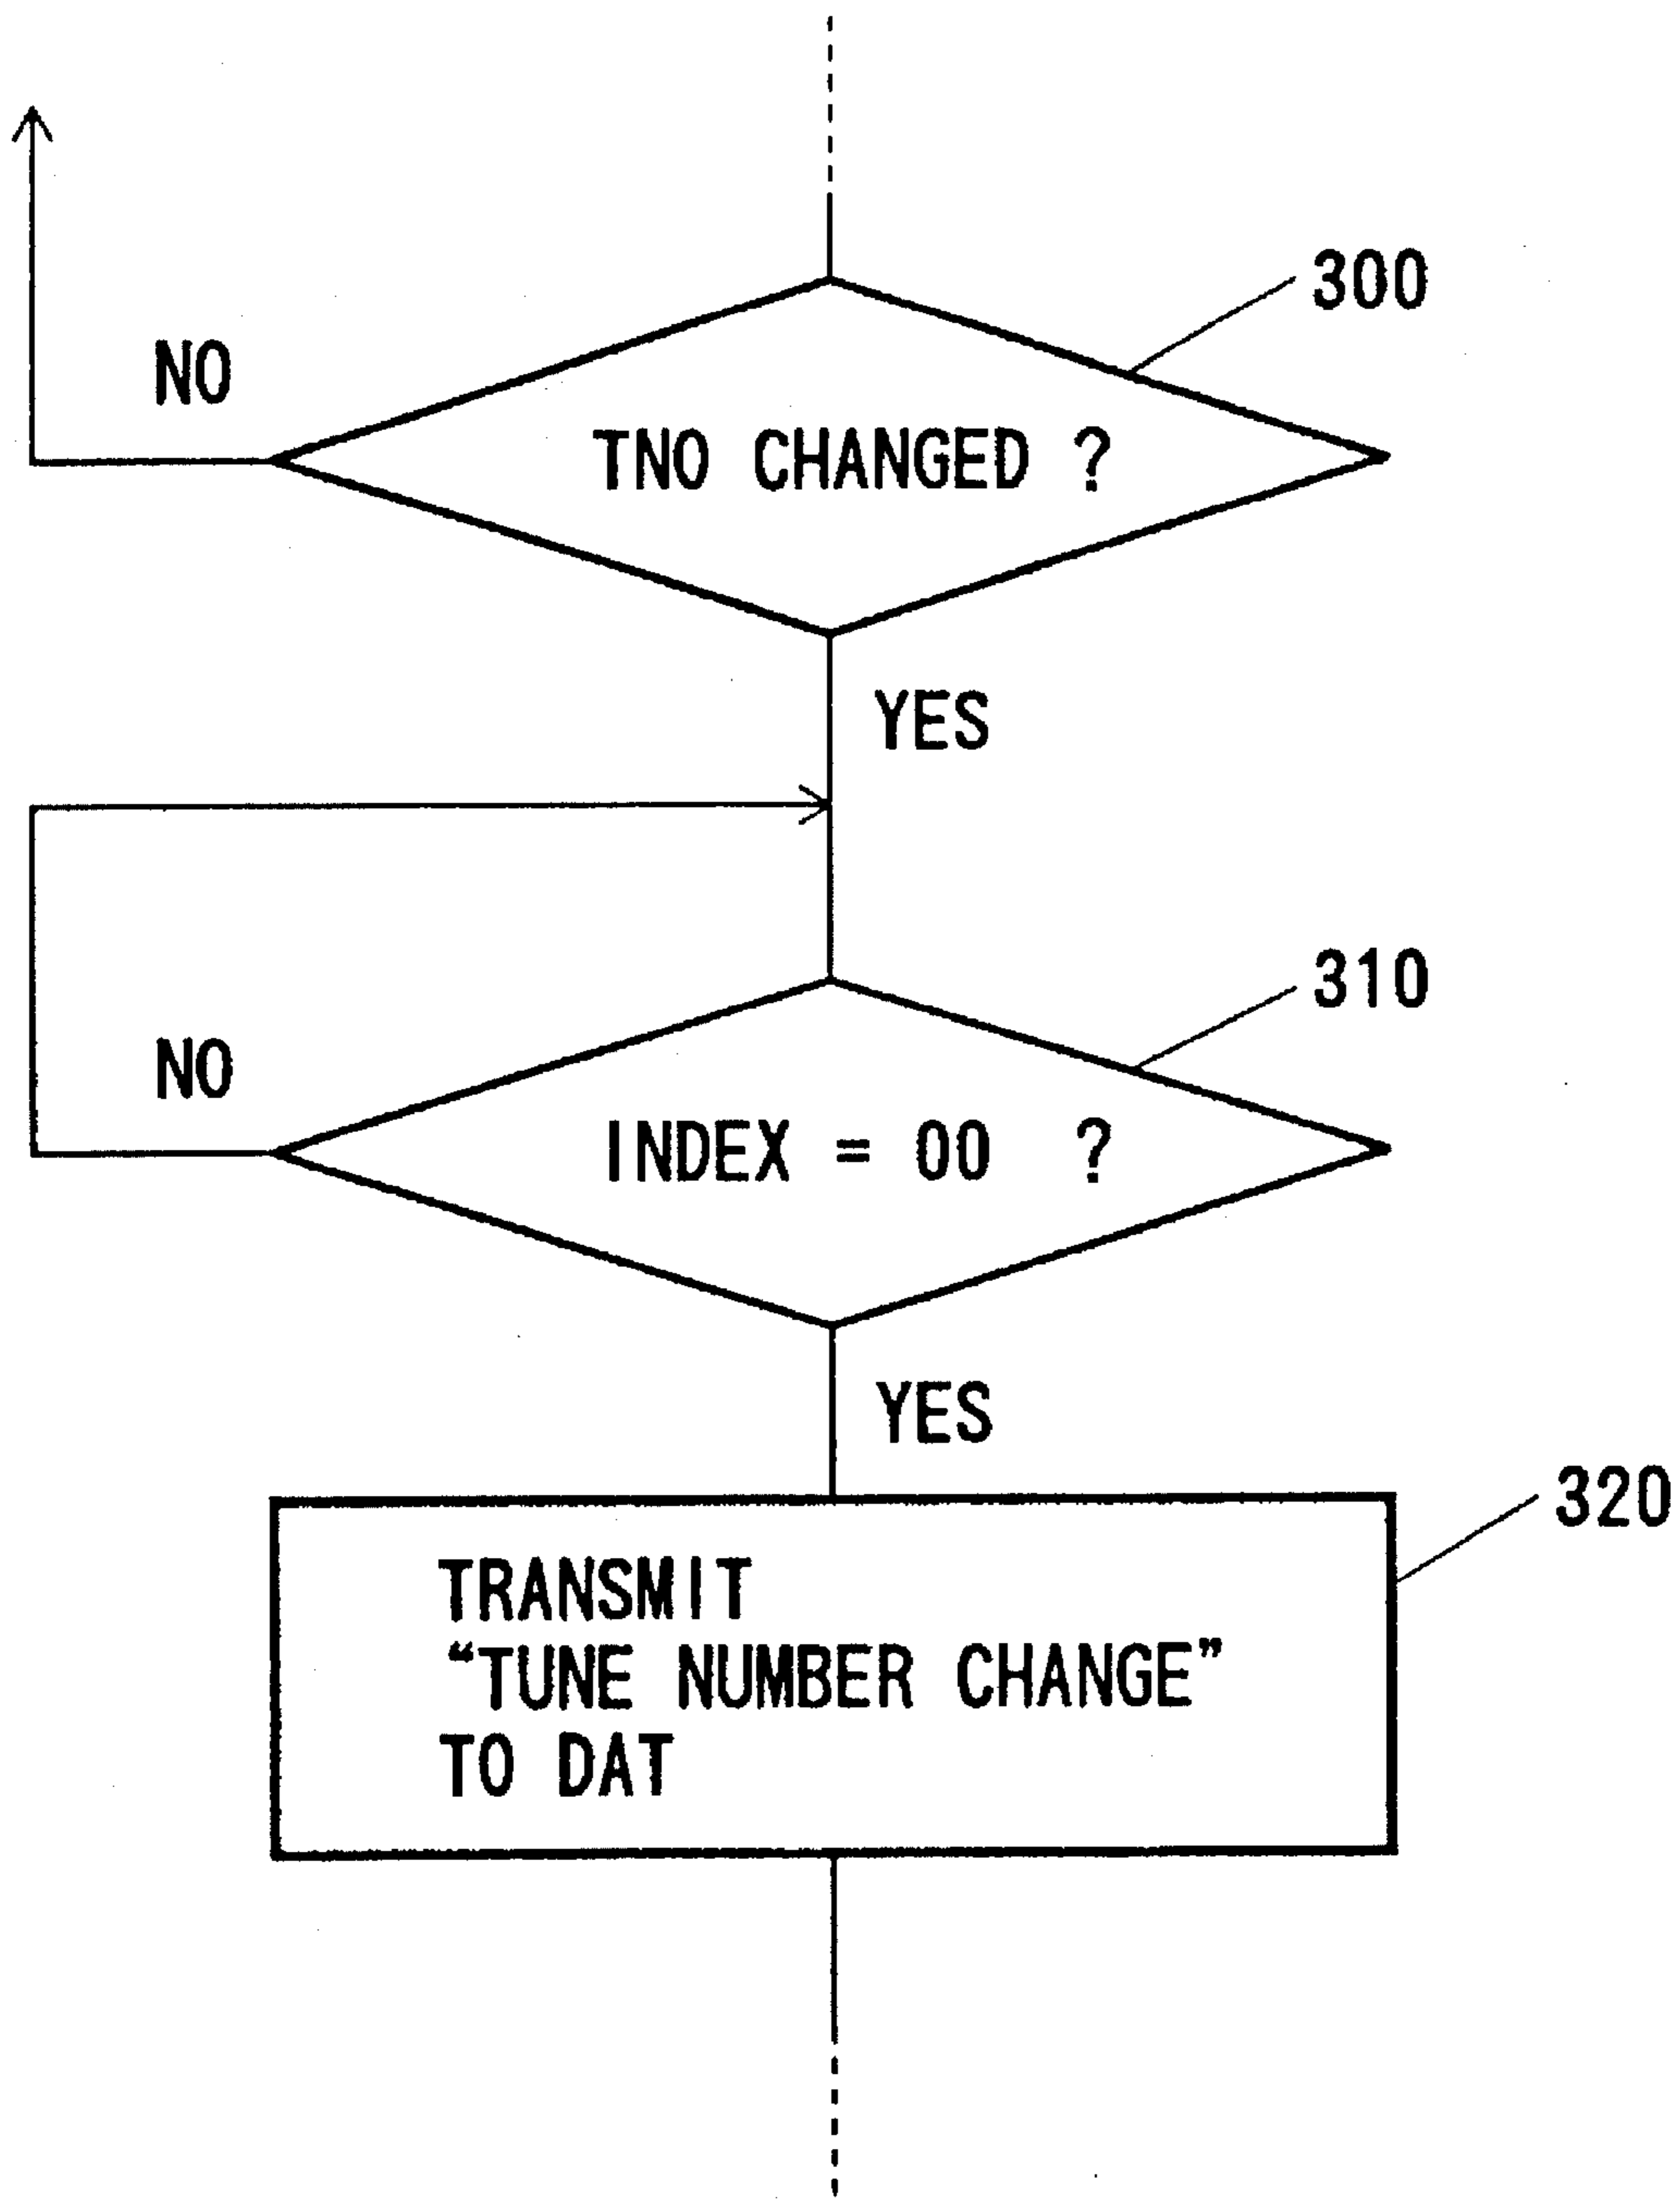 300
NO
TNO CHANGED ?
YES
310
NO
INDEX = 00 ?
YES
320
TRANSMIT
“TUNE NUMBER CHANGE”
TO DAT